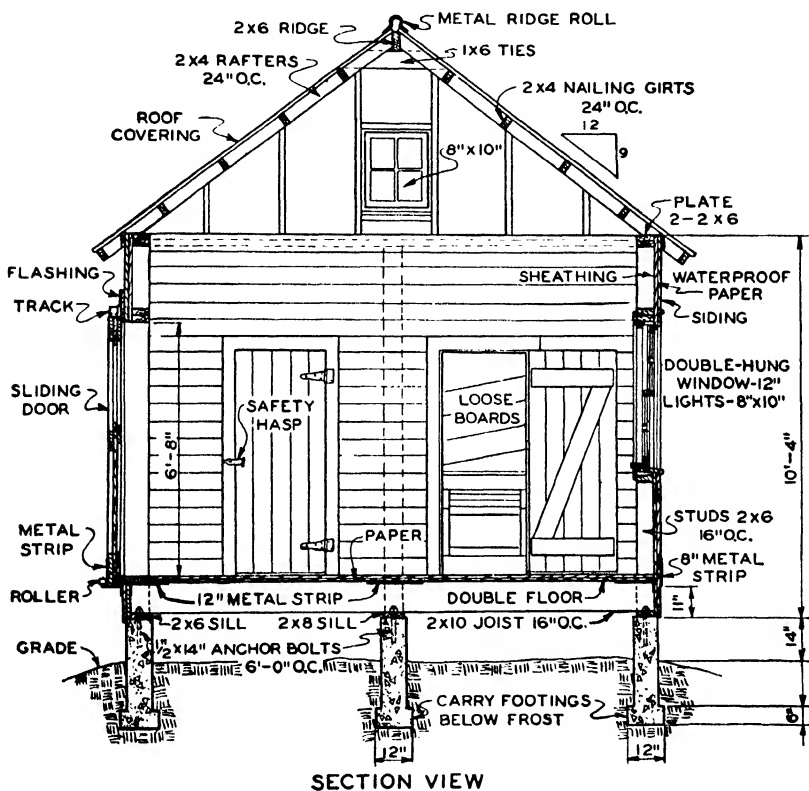 METAL RIDGE ROLL
2x6 RIDGE
1x6 TIES
2x4 RAFTERS
24" O.C.
2x4 NAILING GIRTS
24" O.C.
12
9
ROOF
COVERING
8"x10"
PLATE
2-2x6
FLASHING
TRACK
SHEATHING
WATERPROOF
PAPER
SIDING
SLIDING
DOOR
SAFETY
HASP
6'-8"
LOOSE
BOARDS
DOUBLE-HUNG
WINDOW-12"
LIGHTS-8"x10"
10'-4"
STUDS 2x6
16" O.C.
METAL
STRIP
PAPER
8" METAL
STRIP
ROLLER
12" METAL STRIP
DOUBLE FLOOR
11"
2x6 SILL
2x8 SILL
2x10 JOIST 16" O.C.
1/2x14" ANCHOR BOLTS
6'-0" O.C.
14"
GRADE
CARRY FOOTINGS
BELOW FROST
6"
12"
12"
SECTION VIEW